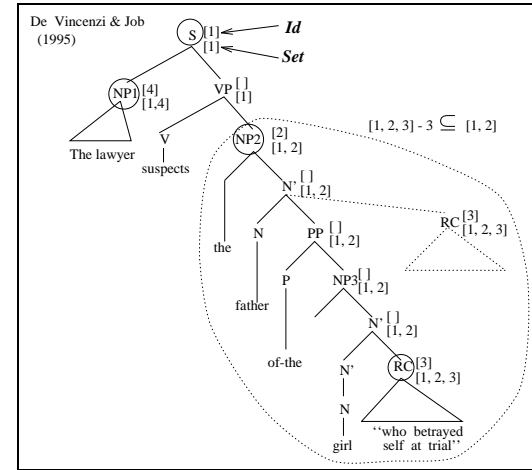 De Vincenzi & Job
(1995)
S [1] Id
[1] Set
NP1 [4]
[1,4]
VP [ ]
[1]
The lawyer
V
suspects
NP2 [2]
[1, 2]
[1, 2, 3] - 3 ⊆ [1, 2]
the
N' [ ]
[1, 2]
RC [3]
[1, 2, 3]
N
PP [ ]
[1, 2]
father
P
NP3 [ ]
[1, 2]
of-the
N' [ ]
[1, 2]
N'
RC [3]
[1, 2, 3]
N
girl
‘‘who betrayed
self at trial’’